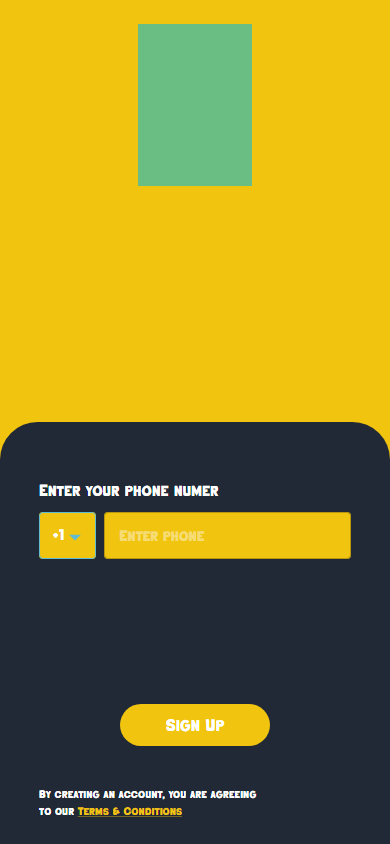 Enter your phone numer
+1
Enter phone
Sign Up
By creating an account, you are agreeing
to our Terms & Conditions